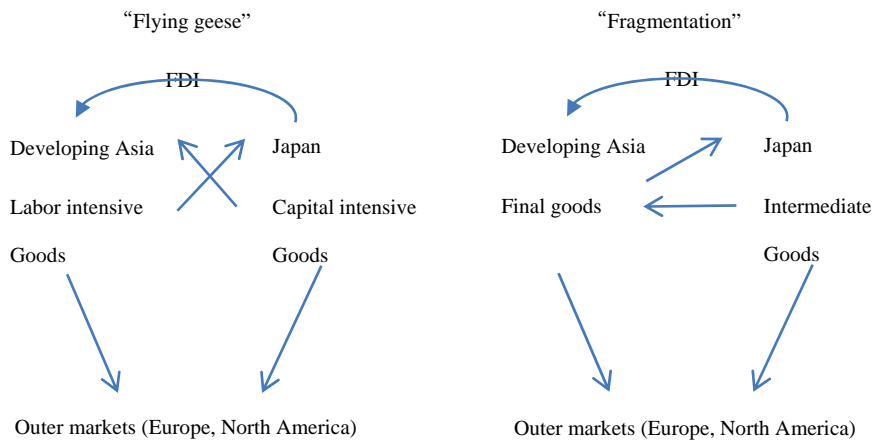 “Flying geese”
FDI
Developing Asia
Japan
Labor intensive
Capital intensive
Goods
Goods
Outer markets (Europe, North America)
“Fragmentation”
FDI
Developing Asia
Japan
Final goods
Intermediate
Goods
Outer markets (Europe, North America)